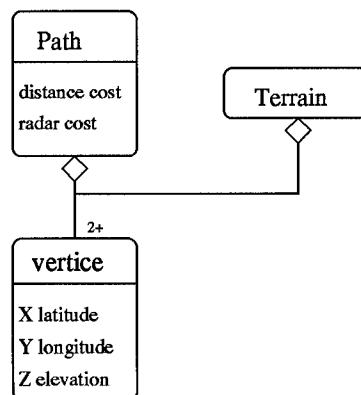 Path
distance cost
radar cost
Terrain
2+
vertice
X latitude
Y longitude
Z elevation